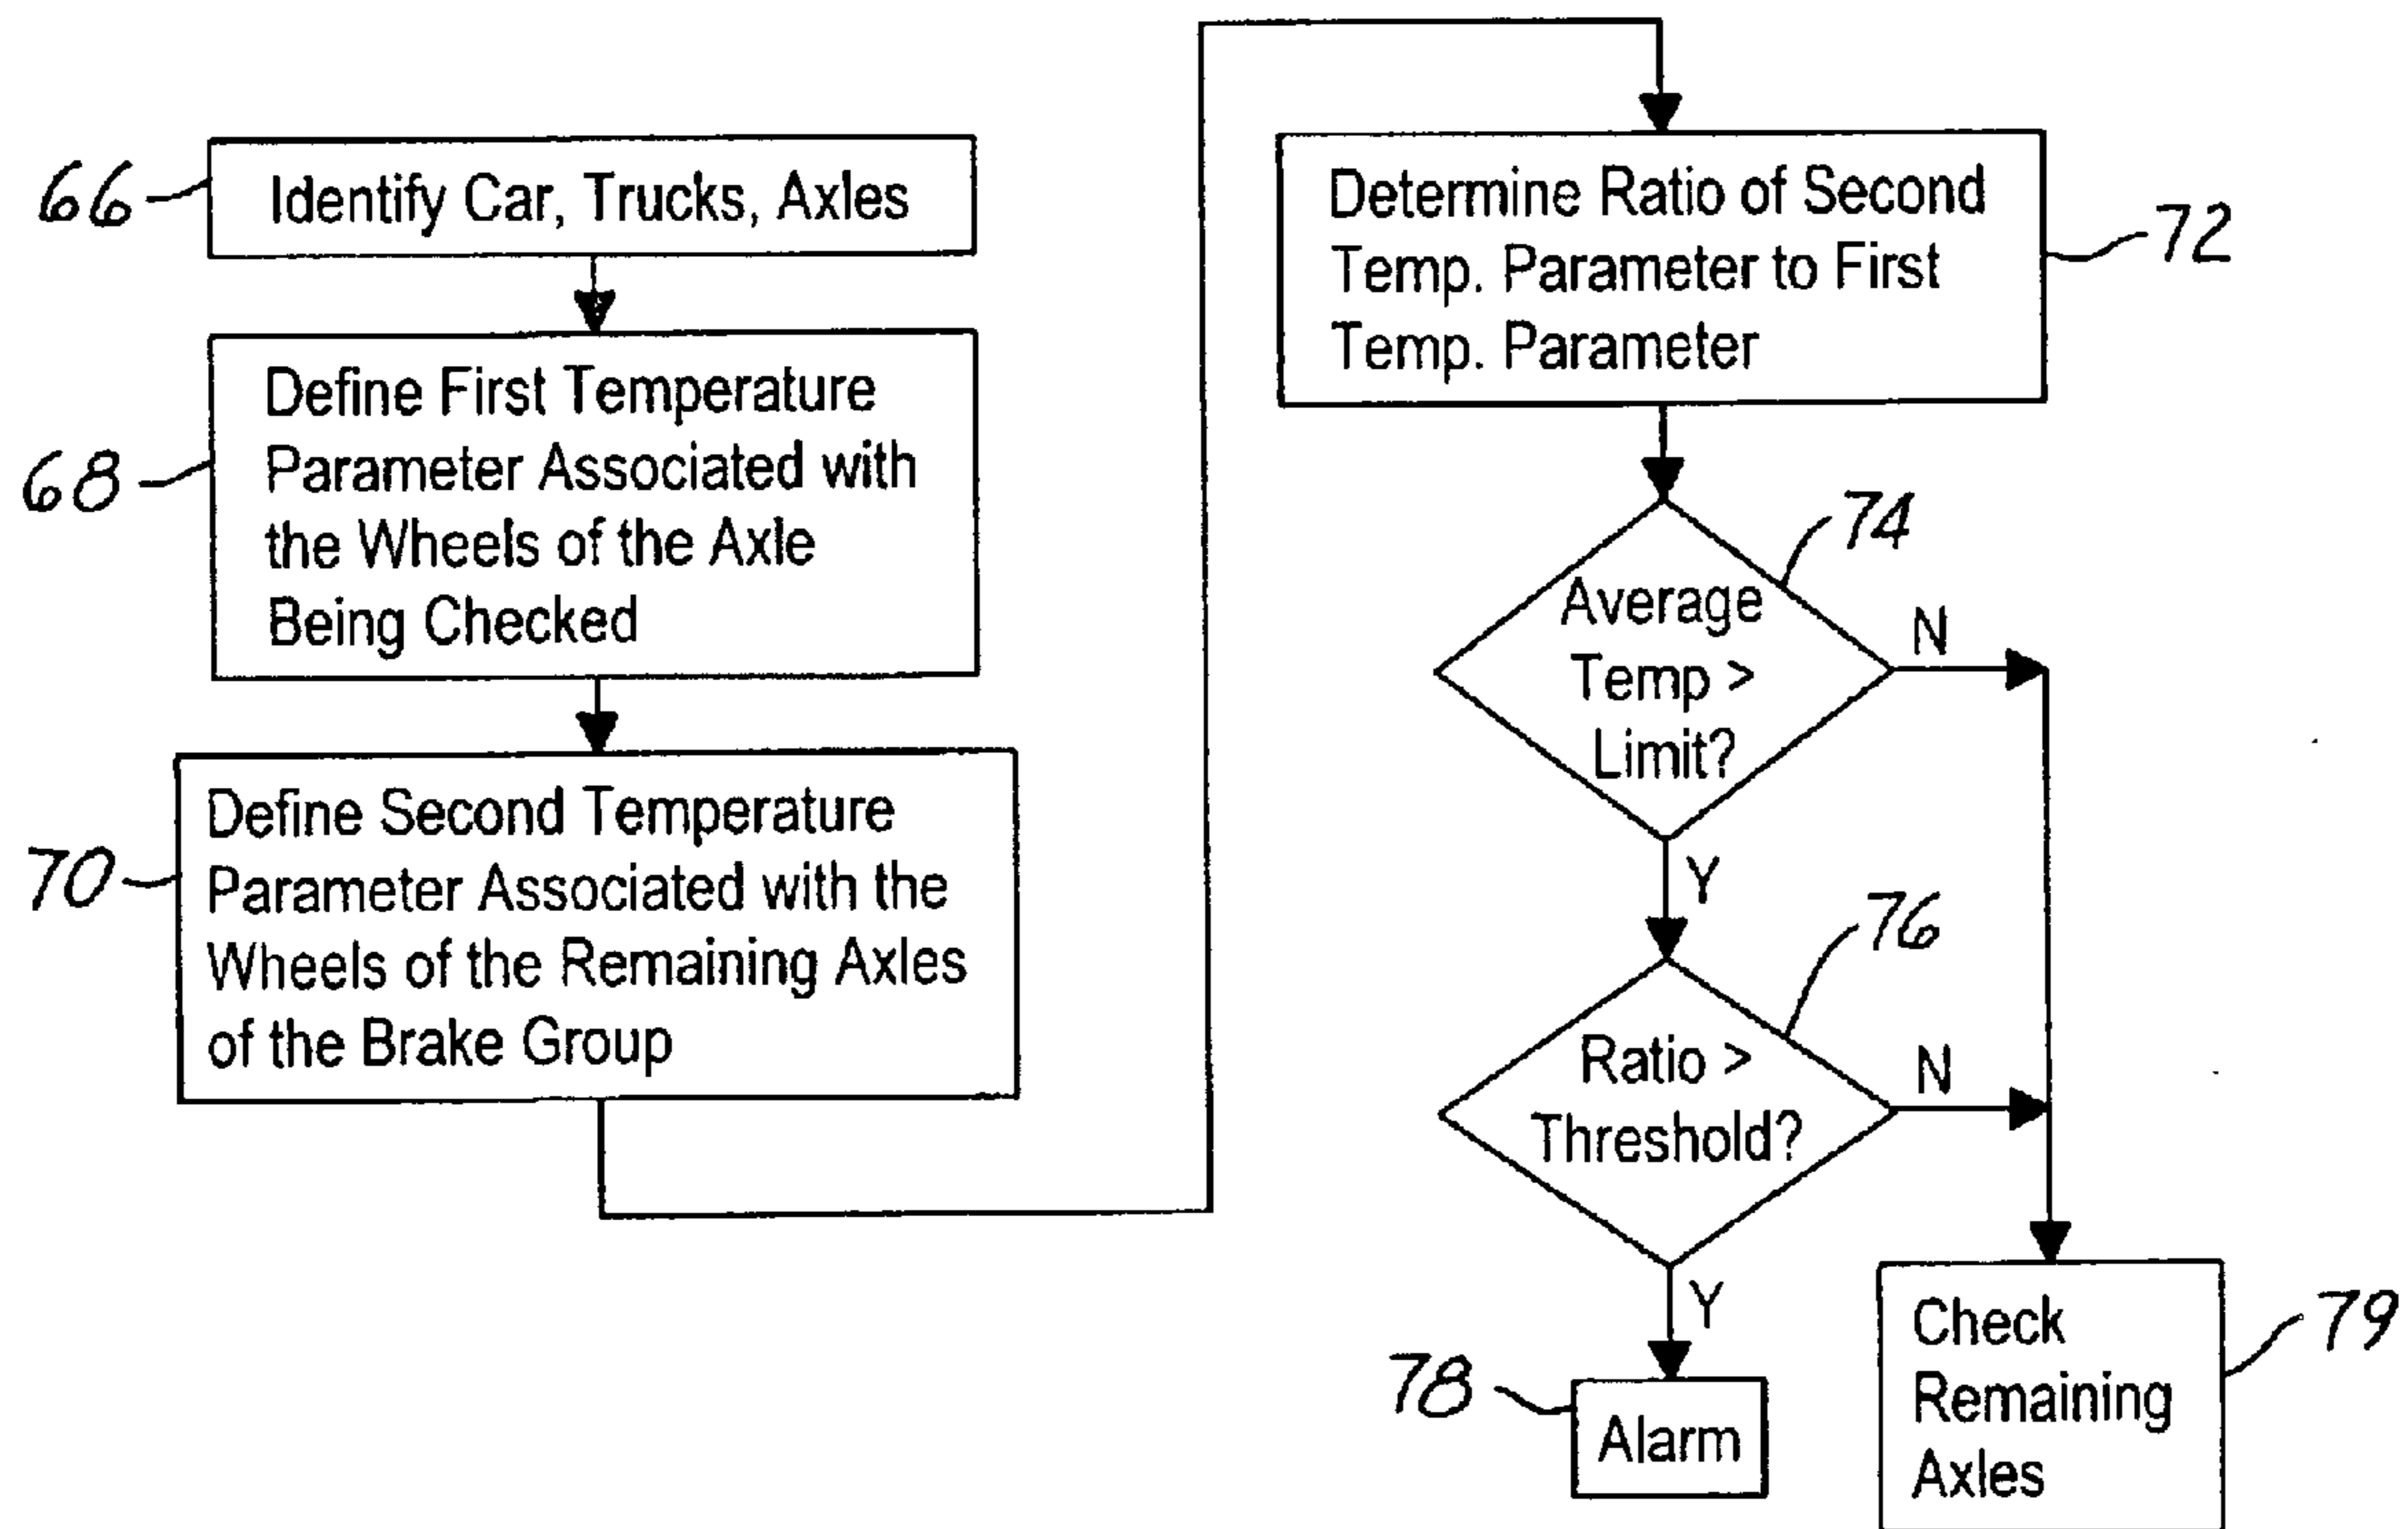 66
Identify Car, Trucks, Axles
68
Define First Temperature
Parameter Associated with
the Wheels of the Axle
Being Checked
70
Define Second Temperature
Parameter Associated with the
Wheels of the Remaining Axles
of the Brake Group
Determine Ratio of Second
Temp. Parameter to First
Temp. Parameter
72
74
Average
Temp >
Limit?
N
Y
76
Ratio >
Threshold?
N
Y
78
Alarm
Check
Remaining
Axles
79